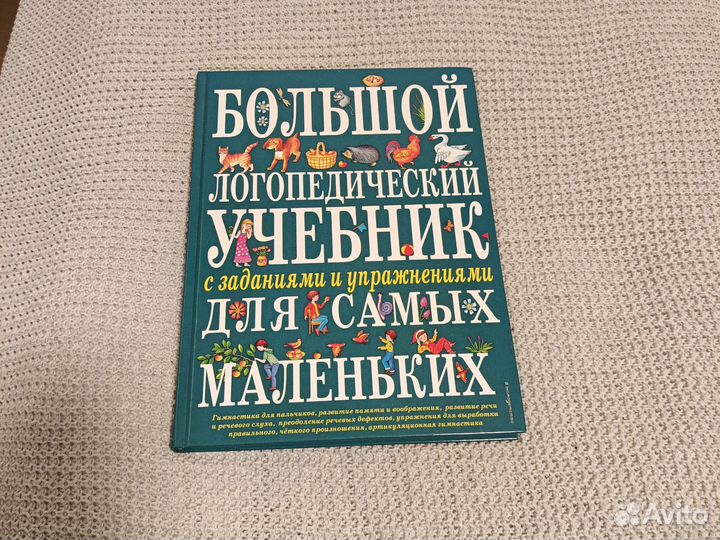 БОЛЬШОЙ
ЛОГОПЕДИЧЕСКИЙ
УЧЕБНИК
с заданиями и упражнениями
ДЛЯ САМЫХ
МАЛЕНЬКИХ
Гимнастика для пальчиков, развитие памяти и воображения, развитие речи
и речевого слуха, преодоление речевых дефектов, упражнения для выработки
правильного, чёткого произношения, артикуляционная гимнастика
Avito